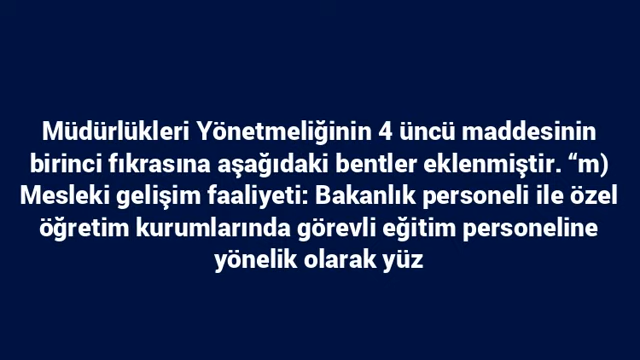 Müdürlükleri Yönetmeliğinin 4 üncü maddesinin
birinci fıkrasına aşağıdaki bentler eklenmiştir. “m)
Mesleki gelişim faaliyeti: Bakanlık personeli ile özel
öğretim kurumlarında görevli eğitim personeline
yönelik olarak yüz